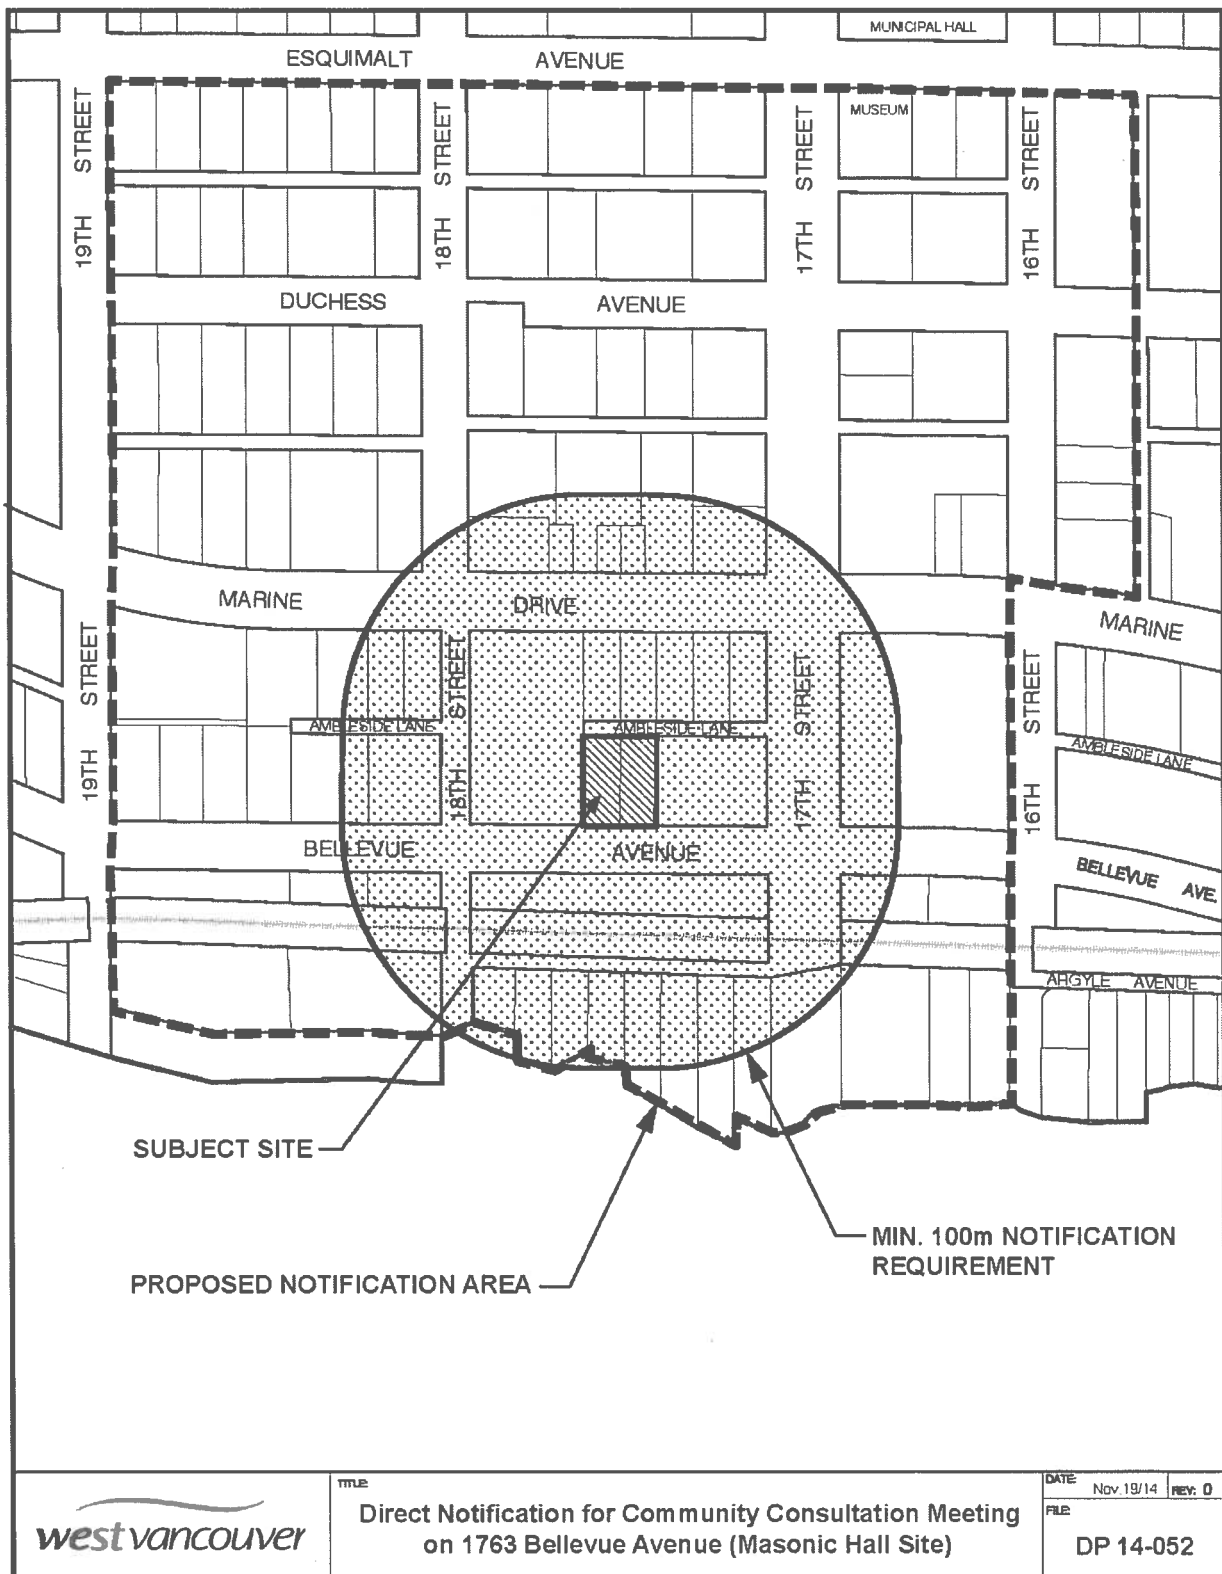 MUNICIPAL HALL
ESQUIMALT AVENUE
MUSEUM
19TH STREET
18TH STREET
17TH STREET
16TH STREET
DUCHESS AVENUE
MARINE DRIVE
MARINE
19TH STREET
18TH STREET
17TH STREET
16TH STREET
AMBLESIDE LANE
AMBLESIDE LANE
AMBLESIDE LANE
BELLEVUE AVENUE
BELLEVUE AVE.
ARGYLE AVENUE
SUBJECT SITE
MIN. 100m NOTIFICATION
REQUIREMENT
PROPOSED NOTIFICATION AREA
westvancouver
TITLE:
Direct Notification for Community Consultation Meeting
on 1763 Bellevue Avenue (Masonic Hall Site)
DATE: Nov.19/14 REV: 0
FILE:
DP 14-052